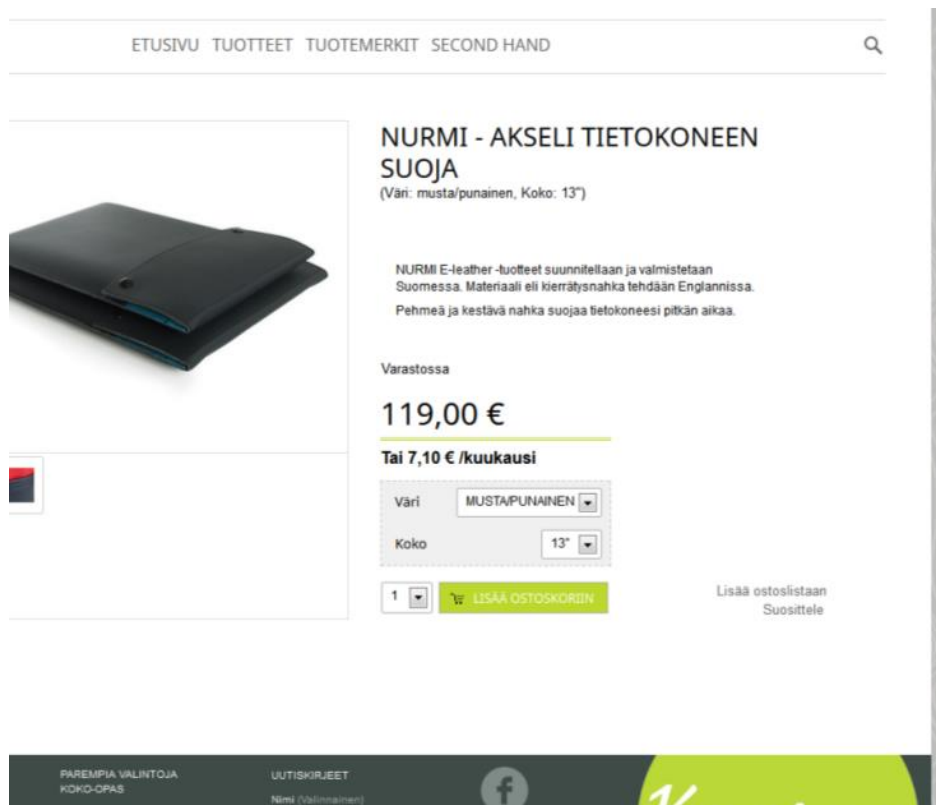 ETUSIVU TUOTTEET TUOTEMERKIT SECOND HAND
NURMI - AKSELI TIETOKONEEN
SUOJA
(Väri: musta/punainen, Koko: 13")
NURMI E-leather -tuotteet suunnitellaan ja valmistetaan
Suomessa. Materiaali eli kierrätysnahka tehdään Englannissa.
Pehmeä ja kestävä nahka suojaa tietokoneesi pitkän aikaa.
Varastossa
119,00 €
Tai 7,10 € /kuukausi
Väri MUSTA/PUNAINEN
Koko 13"
1 LISÄÄ OSTOSKORIIN
Lisää ostoslistaan
Suosittele
PAREMPIA VALINTOJA
KOKO-OPAS
UUTISKIRJEET
Nimi (Valinnainen)
f